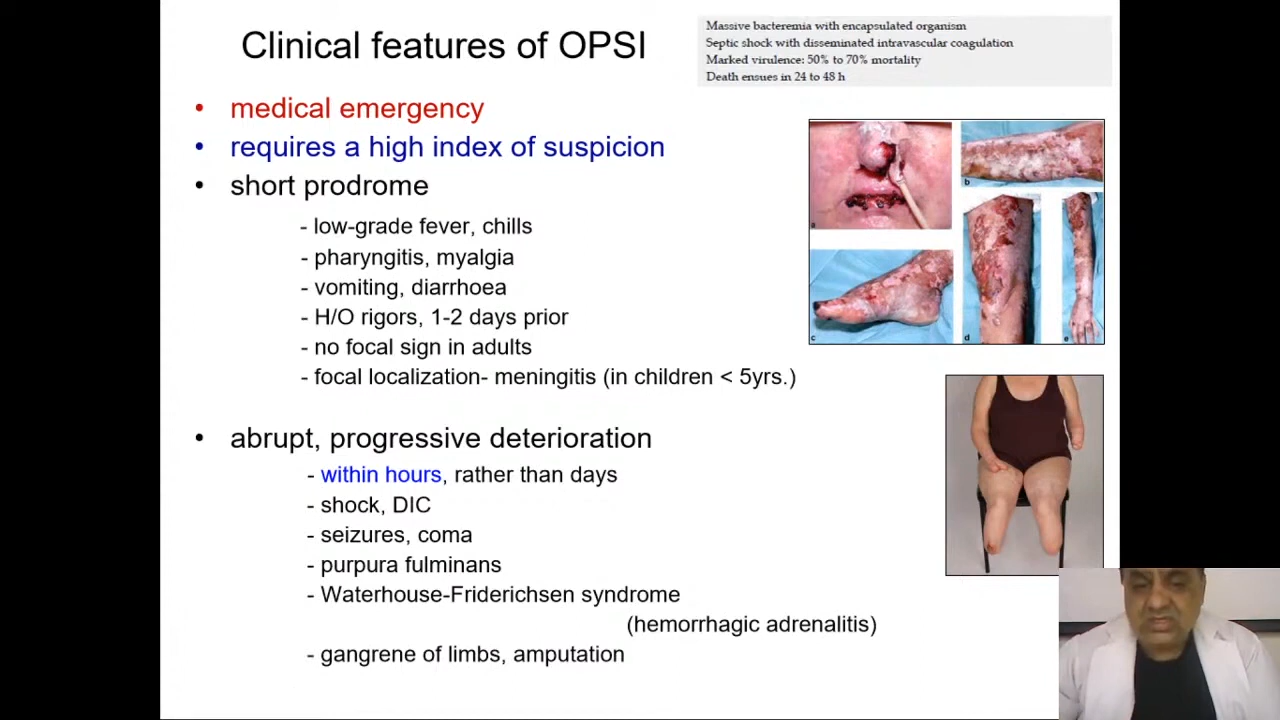 Clinical features of OPSI
Massive bacteremia with encapsulated organism
Septic shock with disseminated intravascular coagulation
Marked virulence: 50% to 70% mortality
Death ensues in 24 to 48 h
• medical emergency
• requires a high index of suspicion
• short prodrome
- low-grade fever, chills
- pharyngitis, myalgia
- vomiting, diarrhoea
- H/O rigors, 1-2 days prior
- no focal sign in adults
- focal localization- meningitis (in children < 5yrs.)
• abrupt, progressive deterioration
- within hours, rather than days
- shock, DIC
- seizures, coma
- purpura fulminans
- Waterhouse-Friderichsen syndrome
(hemorrhagic adrenalitis)
- gangrene of limbs, amputation
a
b
c
d
e